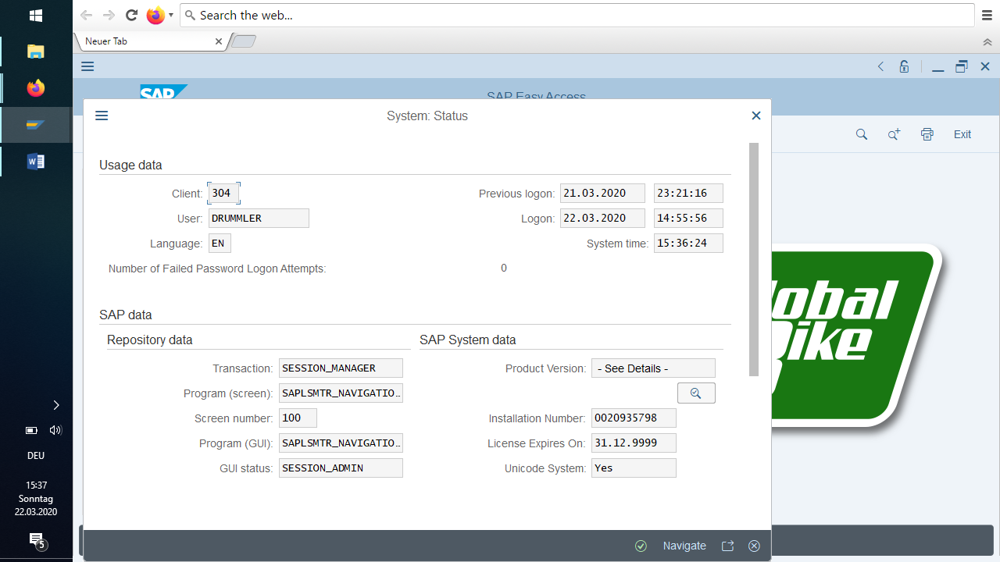 Search the web...
Neuer Tab
SAP
SAP Easy Access
System: Status
Exit
Usage data
Client: 304 Previous logon: 21.03.2020 23:21:16
User: DRUMMLER Logon: 22.03.2020 14:55:56
Language: EN System time: 15:36:24
Number of Failed Password Logon Attempts: 0
SAP data
Repository data SAP System data
Transaction: SESSION_MANAGER Product Version: - See Details -
Program (screen): SAPLSMTR_NAVIGATIO…
Screen number: 100 Installation Number: 0020935798
Program (GUI): SAPLSMTR_NAVIGATIO… License Expires On: 31.12.9999
GUI status: SESSION_ADMIN Unicode System: Yes
Navigate
lobal
ike
DEU
15:37
Sonntag
22.03.2020
5